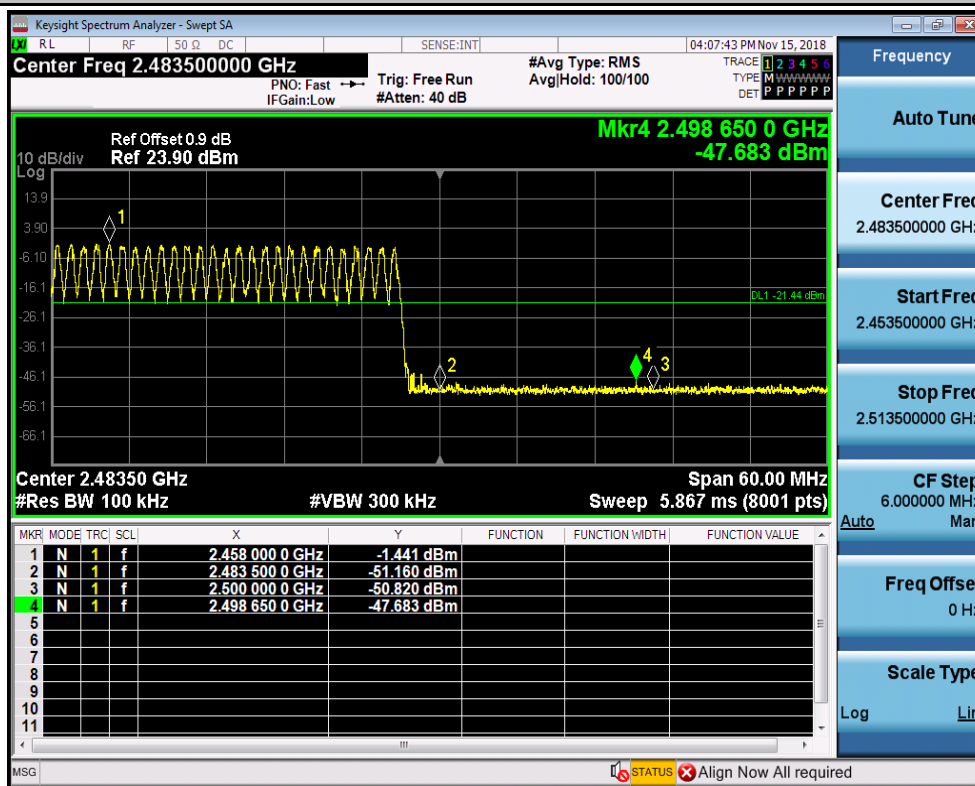 Keysight Spectrum Analyzer - Swept SA
LXI RL RF 50 Ω DC SENSE:INT 04:07:43 PM Nov 15, 2018
Center Freq 2.483500000 GHz #Avg Type: RMS TRACE 1 2 3 4 5 6
PNO: Fast Trig: Free Run Avg|Hold: 100/100 TYPE M WWWWW
IFGain:Low #Atten: 40 dB DET P P P P P P
Mkr4 2.498 650 0 GHz
Ref Offset 0.9 dB
10 dB/div Ref 23.90 dBm -47.683 dBm
Log
13.9
1
3.90
-6.10
-16.1
DL1 -21.44 dBm
-26.1
-36.1
2 4 3
-46.1
-56.1
-66.1
Center 2.48350 GHz Span 60.00 MHz
#Res BW 100 kHz #VBW 300 kHz Sweep 5.867 ms (8001 pts)
MKR MODE TRC SCL X Y FUNCTION FUNCTION WIDTH FUNCTION VALUE
1 N 1 f 2.458 000 0 GHz -1.441 dBm
2 N 1 f 2.483 500 0 GHz -51.160 dBm
3 N 1 f 2.500 000 0 GHz -50.820 dBm
4 N 1 f 2.498 650 0 GHz -47.683 dBm
5
6
7
8
9
10
11
MSG STATUS Align Now All required
Frequency
Auto Tune
Center Freq
2.483500000 GHz
Start Freq
2.453500000 GHz
Stop Freq
2.513500000 GHz
CF Step
6.000000 MHz
Auto Man
Freq Offset
0 Hz
Scale Type
Log Lin